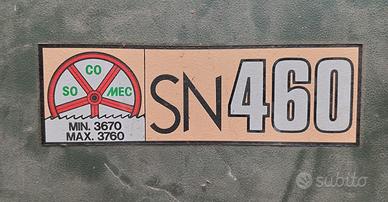 CO
SO MEC
MIN. 3670
MAX. 3760
SN460
subito